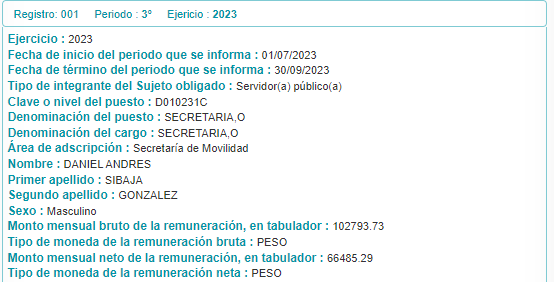 Registro: 001 Periodo : 3º Ejericio : 2023
Ejercicio : 2023
Fecha de inicio del periodo que se informa : 01/07/2023
Fecha de término del periodo que se informa : 30/09/2023
Tipo de integrante del Sujeto obligado : Servidor(a) público(a)
Clave o nivel del puesto : D010231C
Denominación del puesto : SECRETARIA,O
Denominación del cargo : SECRETARIA,O
Área de adscripción : Secretaría de Movilidad
Nombre : DANIEL ANDRES
Primer apellido : SIBAJA
Segundo apellido : GONZALEZ
Sexo : Masculino
Monto mensual bruto de la remuneración, en tabulador : 102793.73
Tipo de moneda de la remuneración bruta : PESO
Monto mensual neto de la remuneración, en tabulador : 66485.29
Tipo de moneda de la remuneración neta : PESO